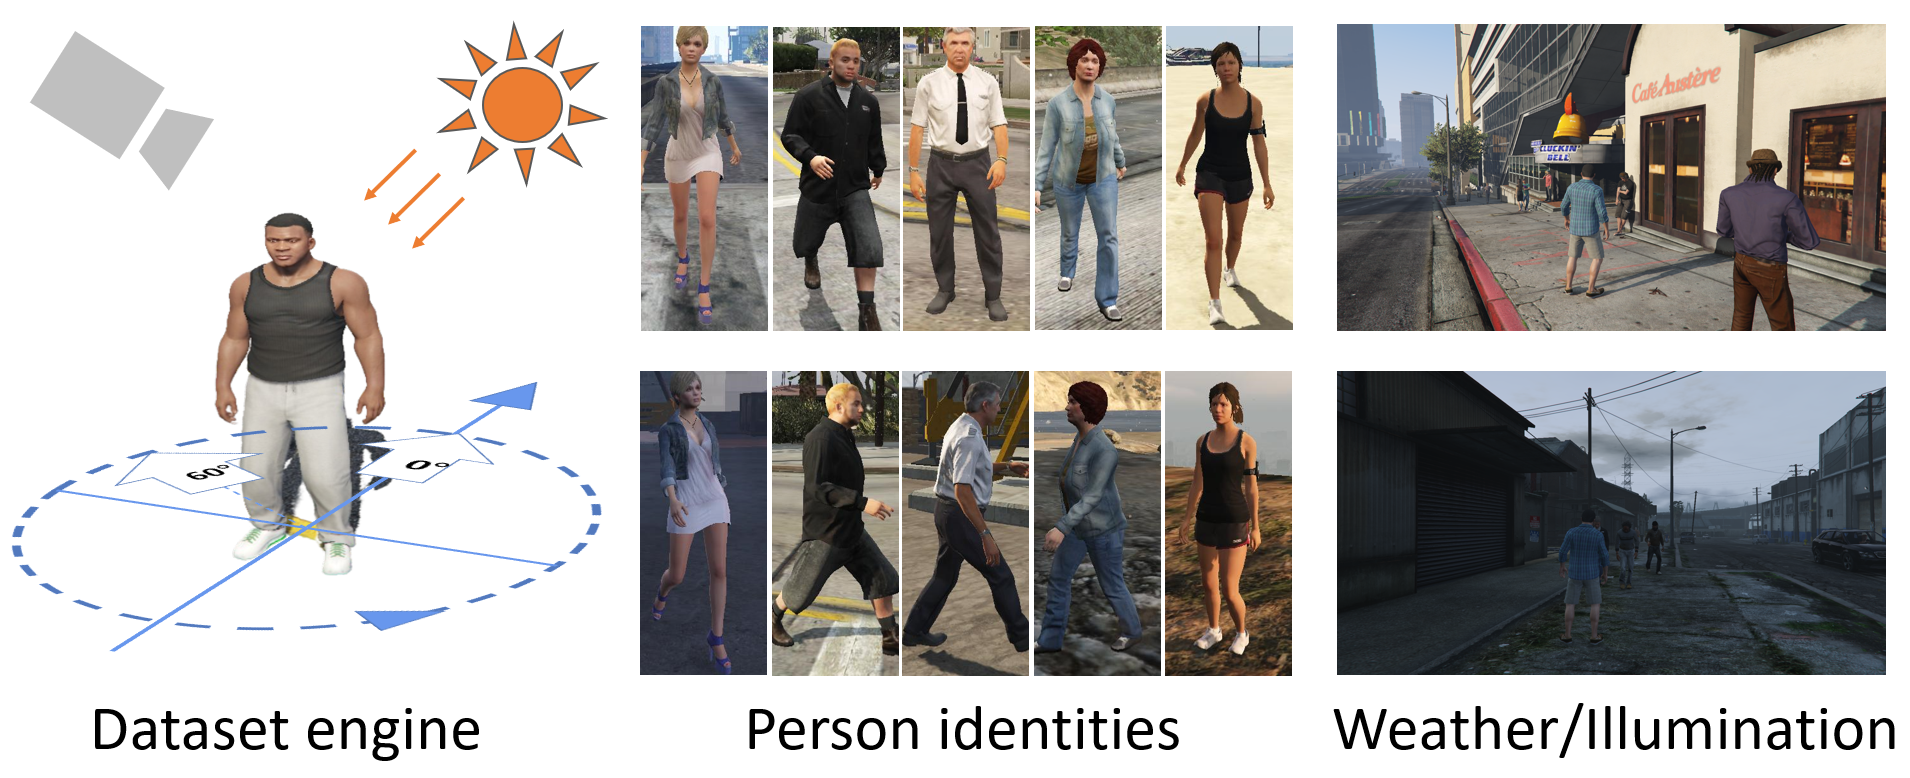 60°
0°
Café Austère
CLUCKIN'
BELL
Dataset engine
Person identities
Weather/Illumination